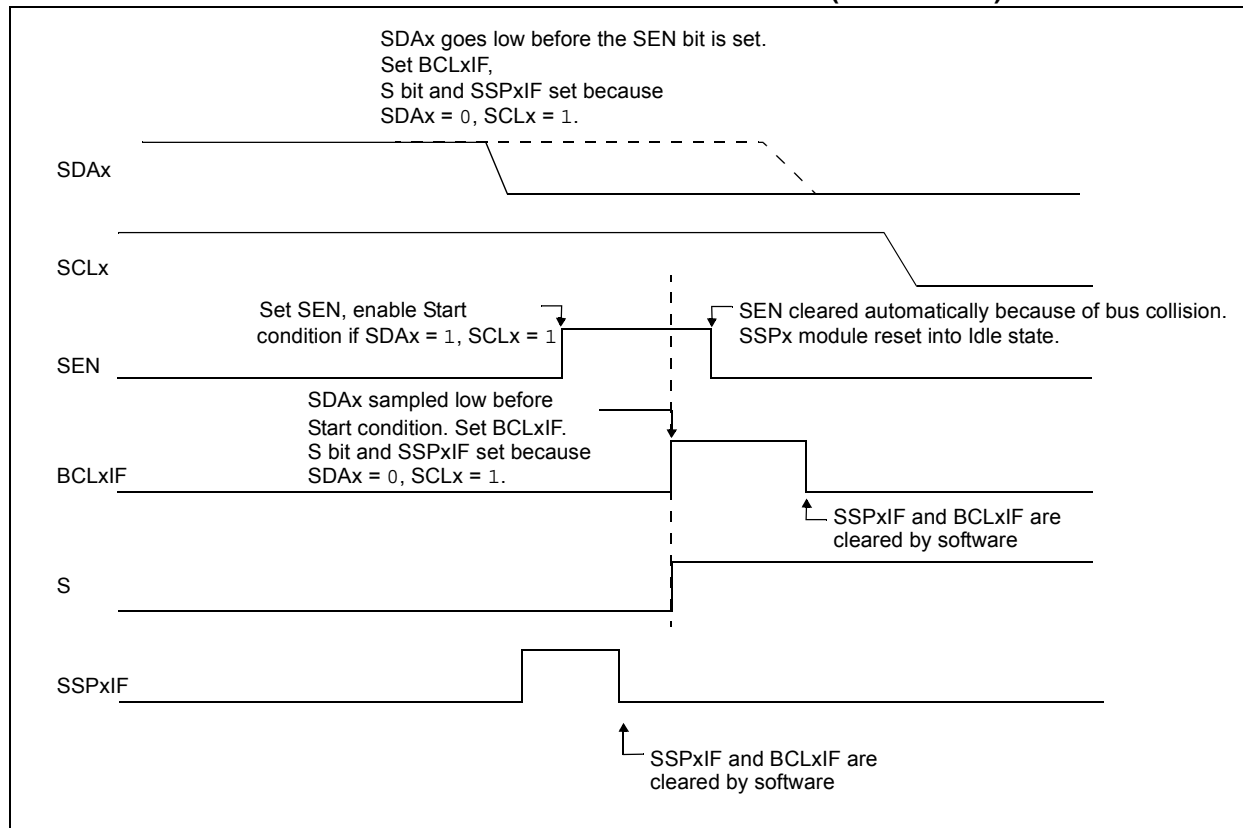 SDAx goes low before the SEN bit is set.
Set BCLxIF,
S bit and SSPxIF set because
SDAx = 0, SCLx = 1.
SDAx
SCLx
Set SEN, enable Start
condition if SDAx = 1, SCLx = 1
SEN cleared automatically because of bus collision.
SSPx module reset into Idle state.
SEN
SDAx sampled low before
Start condition. Set BCLxIF.
S bit and SSPxIF set because
SDAx = 0, SCLx = 1.
BCLxIF
SSPxIF and BCLxIF are
cleared by software
S
SSPxIF
SSPxIF and BCLxIF are
cleared by software